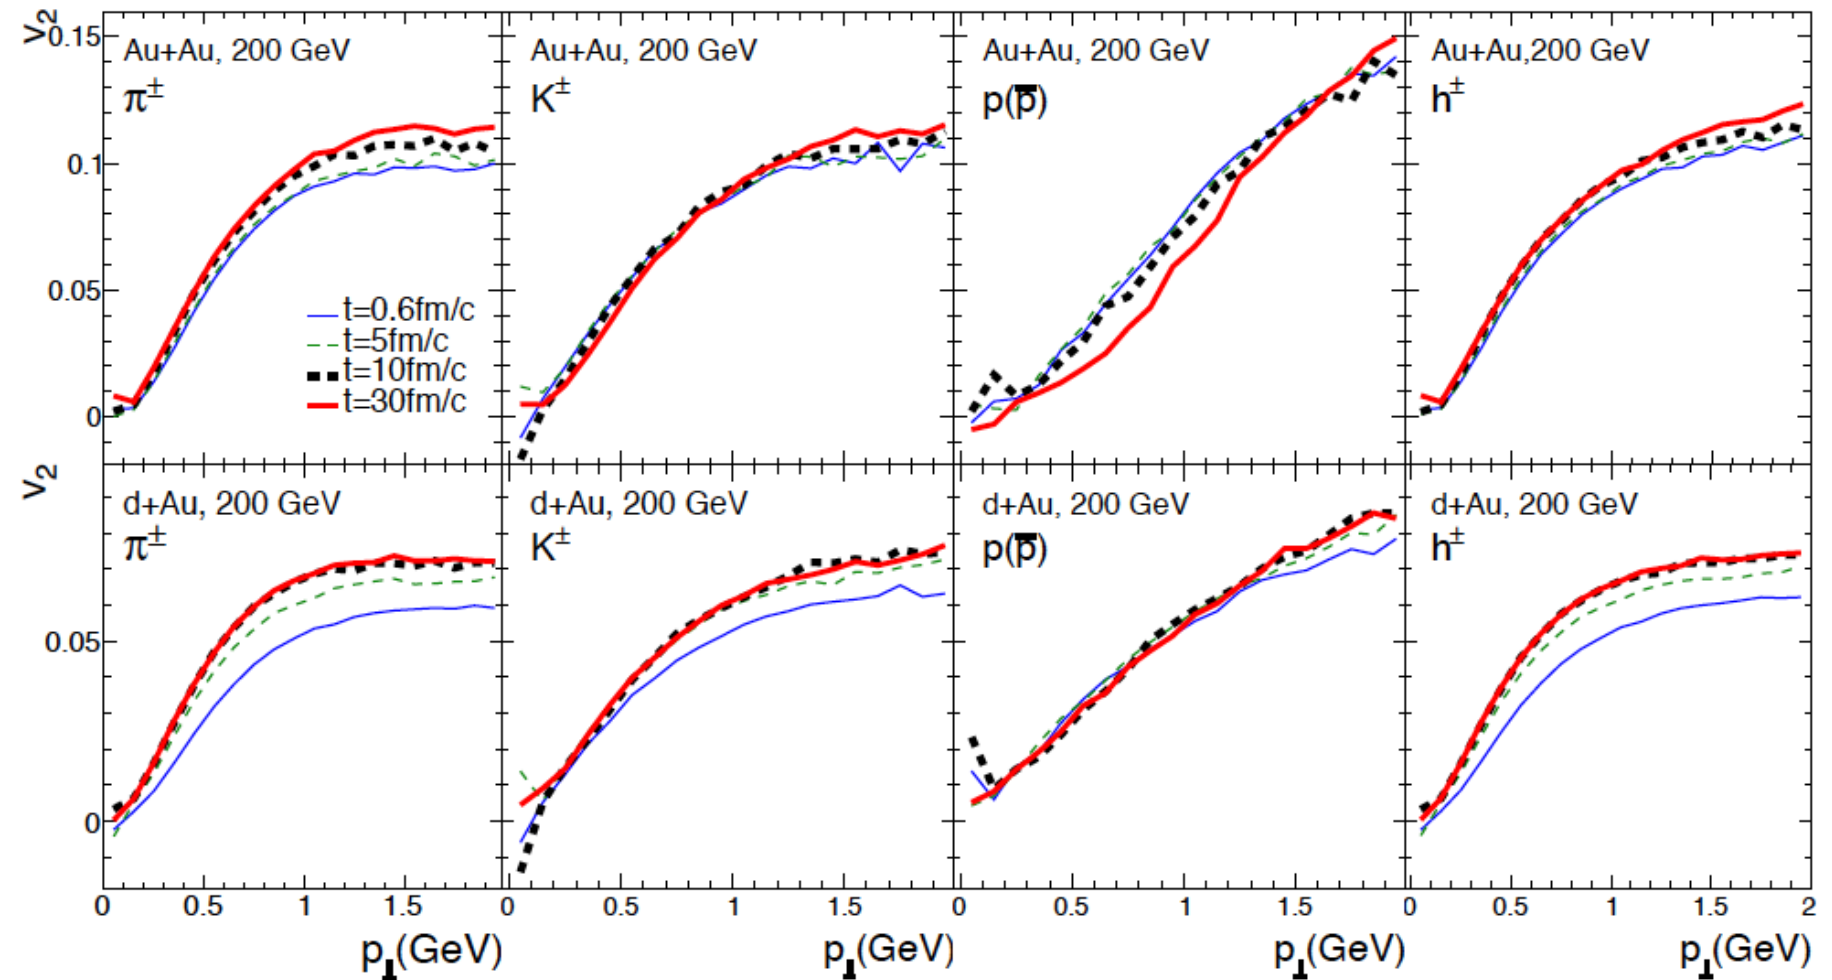 v₂
0.15
0.1
0.05
0
Au+Au, 200 GeV
π±
t=0.6fm/c
t=5fm/c
t=10fm/c
t=30fm/c
Au+Au, 200 GeV
K±
Au+Au, 200 GeV
p(p̅)
Au+Au,200 GeV
h±
v₂
0.05
0
d+Au, 200 GeV
π±
d+Au, 200 GeV
K±
d+Au, 200 GeV
p(p̅)
d+Au, 200 GeV
h±
0 0.5 1 1.5
0 0.5 1 1.5
0 0.5 1 1.5
0 0.5 1 1.5 2
p⊥(GeV)
p⊥(GeV)
p⊥(GeV)
p⊥(GeV)